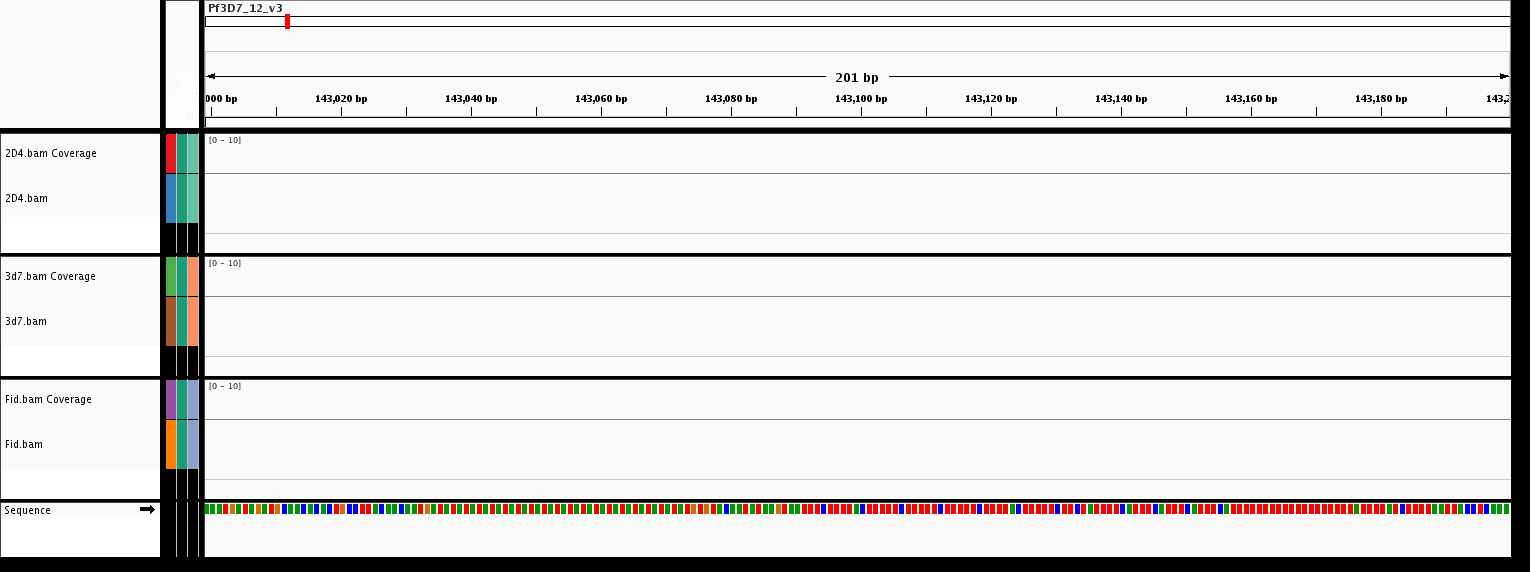 Pf3D7_12_v3
201 bp
000 bp 143,020 bp 143,040 bp 143,060 bp 143,080 bp 143,100 bp 143,120 bp 143,140 bp 143,160 bp 143,180 bp 143,2
[0 - 10]
2D4.bam Coverage
2D4.bam
[0 - 10]
3d7.bam Coverage
3d7.bam
[0 - 10]
Fid.bam Coverage
Fid.bam
Sequence